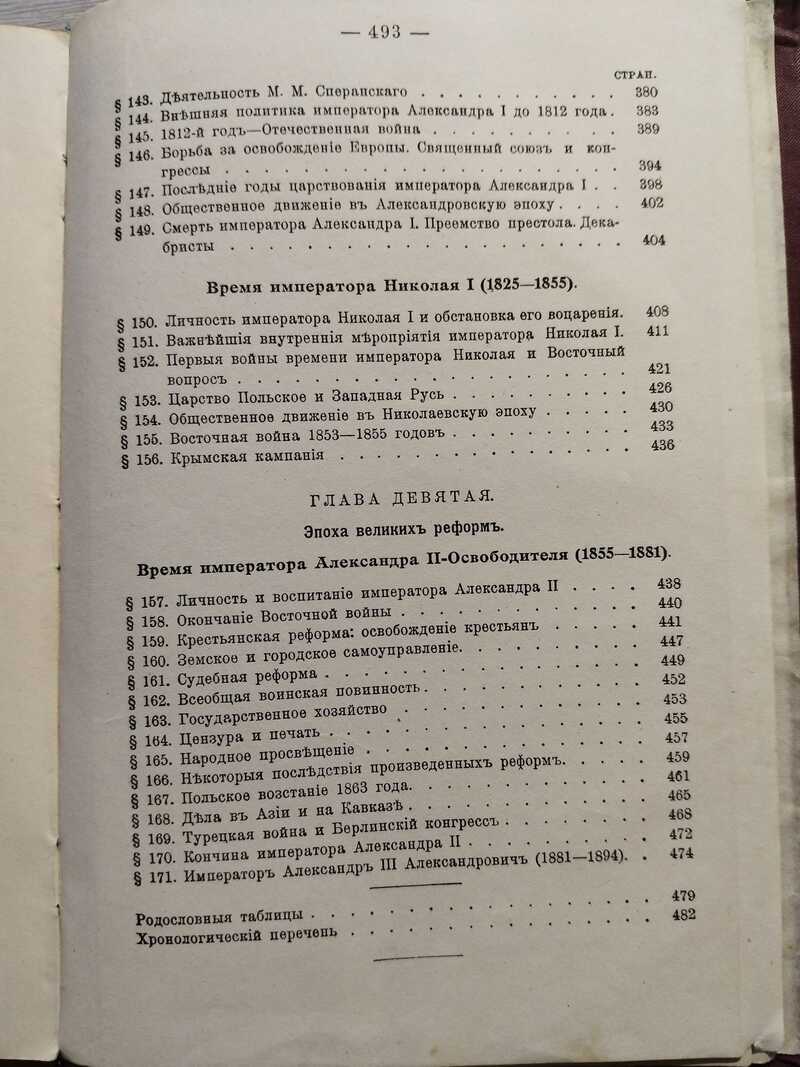 — 493 —
СТРАН.
§ 143. Дѣятельность М. М. Сперанскаго . . . . . . . . . . . 380
§ 144. Внѣшняя политика императора Александра I до 1812 года. 383
§ 145. 1812-й годъ—Отечественная война . . . . . . . . . . 389
§ 146. Борьба за освобожденіе Европы. Священный союзъ и кон-
грессы . . . . . . . . . . . . . . . . . . . . 394
§ 147. Послѣдніе годы царствованія императора Александра I . . 398
§ 148. Общественное движеніе въ Александровскую эпоху . . . . 402
§ 149. Смерть императора Александра I. Преемство престола. Дека-
бристы . . . . . . . . . . . . . . . . . . . . 404
Время императора Николая I (1825—1855).
§ 150. Личность императора Николая I и обстановка его воцаренія. 408
§ 151. Важнѣйшія внутреннія мѣропріятія императора Николая I. 411
§ 152. Первыя войны времени императора Николая и Восточный
вопросъ . . . . . . . . . . . . . . . . . . . . 421
§ 153. Царство Польское и Западная Русь . . . . . . . . . . 426
§ 154. Общественное движеніе въ Николаевскую эпоху . . . . . 430
§ 155. Восточная война 1853—1855 годовъ . . . . . . . . . . 433
§ 156. Крымская кампанія . . . . . . . . . . . . . . . 436
ГЛАВА ДЕВЯТАЯ.
Эпоха великихъ реформъ.
Время императора Александра II-Освободителя (1855—1881).
§ 157. Личность и воспитаніе императора Александра II . . . . 438
§ 158. Окончаніе Восточной войны . . . . . . . . . . . . 440
§ 159. Крестьянская реформа: освобожденіе крестьянъ . . . . . 441
§ 160. Земское и городское самоуправленіе. . . . . . . . . . 447
§ 161. Судебная реформа . . . . . . . . . . . . . . . . 449
§ 162. Всеобщая воинская повинность . . . . . . . . . . . 452
§ 163. Государственное хозяйство . . . . . . . . . . . . . 453
§ 164. Цензура и печать . . . . . . . . . . . . . . . . 455
§ 165. Народное просвѣщеніе . . . . . . . . . . . . . . 457
§ 166. Нѣкоторыя послѣдствія произведенныхъ реформъ. . . . . 459
§ 167. Польское возстаніе 1863 года. . . . . . . . . . . . 461
§ 168. Дѣла въ Азіи и на Кавказѣ . . . . . . . . . . . . 465
§ 169. Турецкая война и Берлинскій конгрессъ . . . . . . . 468
§ 170. Кончина императора Александра II . . . . . . . . . 472
§ 171. Императоръ Александръ III Александровичъ (1881—1894). . 474
Родословныя таблицы . . . . . . . . . . . . . . . . . 479
Хронологическій перечень . . . . . . . . . . . . . . . 482